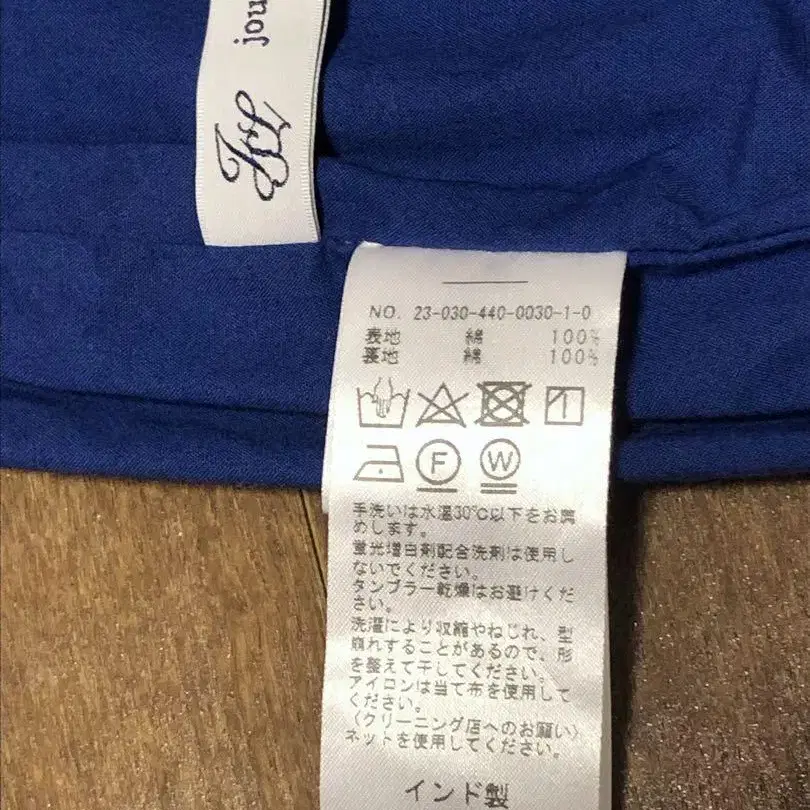 jou
NO. 23-030-440-0030-1-0
表地 綿 100%
裏地 綿 100%
F W
手洗いは水温30℃以下をお薦
めします。
蛍光増白剤配合洗剤は使用し
ないでください。
タンブラー乾燥はお避けくだ
さい。
洗濯により収縮やねじれ、型
崩れすることがあるので、形
を整えて干してください。
アイロンは当て布を使用して
ください。
〈クリーニング店へのお願い〉
ネットを使用してください。
インド製